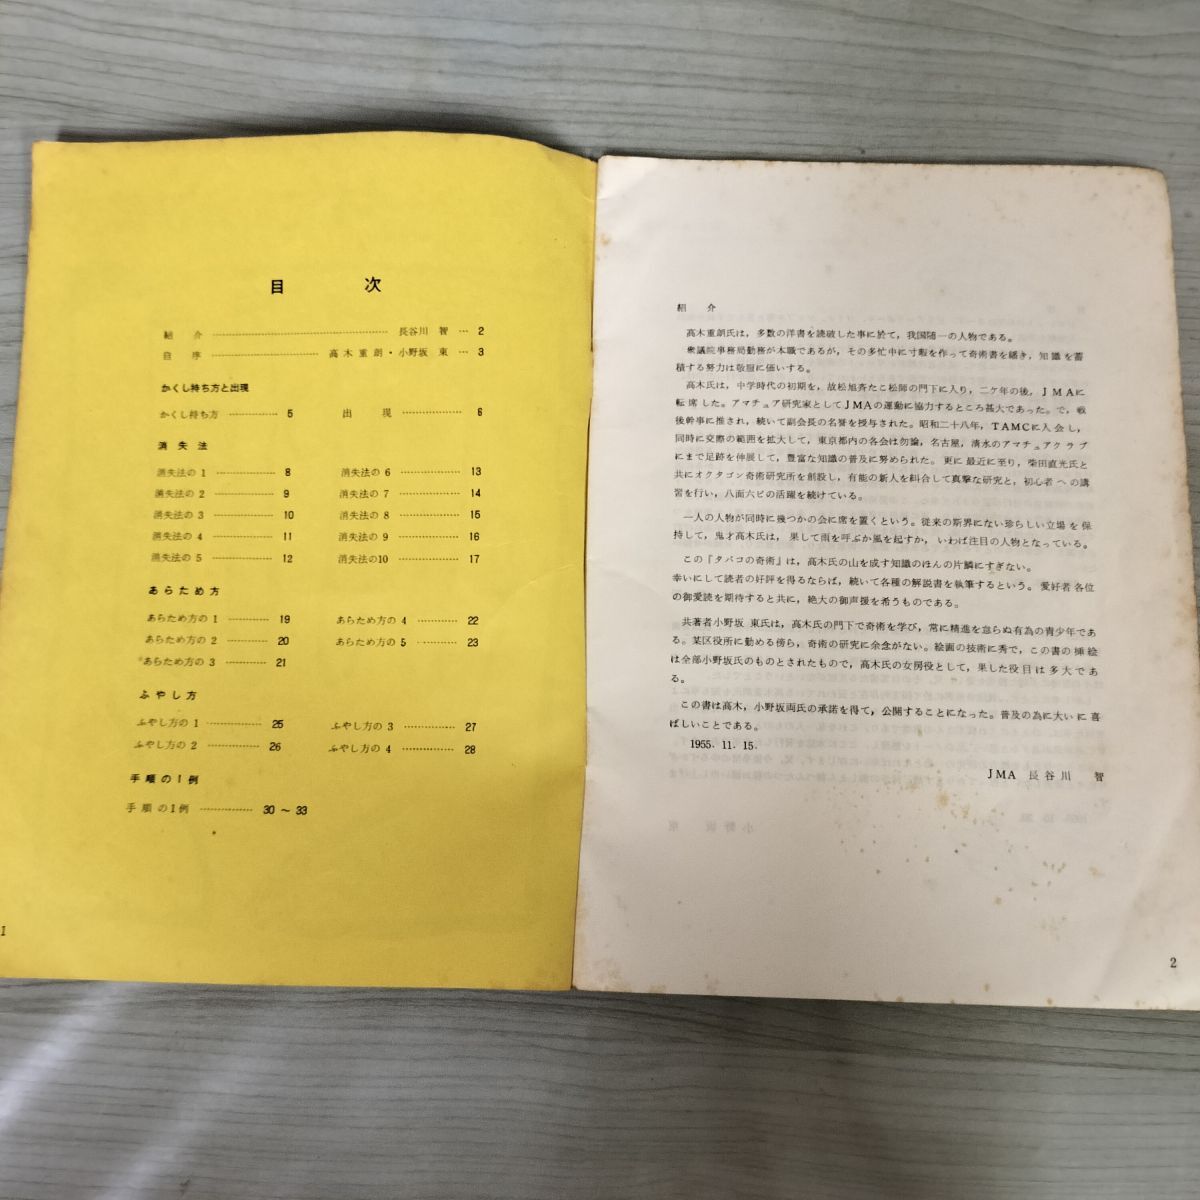 目 次
紹 介 ………… 長谷川 智 … 2
自 序 ………… 高木重朗・小野坂 東 … 3
かくし持ち方と出現
かくし持ち方 ………… 5 出 現 ………… 6
消失法
消失法の 1 ………… 8 消失法の 6 ………… 13
消失法の 2 ………… 9 消失法の 7 ………… 14
消失法の 3 ………… 10 消失法の 8 ………… 15
消失法の 4 ………… 11 消失法の 9 ………… 16
消失法の 5 ………… 12 消失法の10 ………… 17
あらため方
あらため方の 1 ………… 19 あらため方の 4 ………… 22
あらため方の 2 ………… 20 あらため方の 5 ………… 23
あらため方の 3 ………… 21
ふやし方
ふやし方の 1 ………… 25 ふやし方の 3 ………… 27
ふやし方の 2 ………… 26 ふやし方の 4 ………… 28
手順の1例
手順の1例 ………… 30 ～ 33
1
紹 介
高木重朗氏は，多数の洋書を読破した事に於て，我国随一の人物である。
衆議院事務局勤務が本職であるが，その多忙中に寸暇を作って奇術書を繙き，知識を蓄
積する努力は敬服に価いする。
高木氏は，中学時代の初期を，故松旭斉たこ松師の門下に入り，二ケ年の後，JMAに
転席した。アマチュア研究家としてJMAの運動に協力するところ甚大であった。で，戦
後幹事に推され，続いて副会長の名誉を授与された。昭和二十八年，TAMCに入会し，
同時に交際の範囲を拡大して，東京都内の各会は勿論，名古屋，清水のアマチュアクラブ
にまで足跡を伸展して，豊富な知識の普及に努められた。更に最近に至り，柴田直光氏と
共にオクタゴン奇術研究所を創設し，有能の新人を糾合して真撃な研究と，初心者への講
習を行い，八面六ピの活躍を続けている。
一人の人物が同時に幾つかの会に席を置くという。従来の斯界にない珍らしい立場を保
持して，鬼才高木氏は，果して雨を呼ぶか風を起すか，いわば注目の人物となっている。
この『タバコの奇術』は，高木氏の山を成す知識のほんの片鱗にすぎない。
幸いにして読者の好評を得るならば，続いて各種の解説書を執筆するという。愛好者各位
の御愛読を期待すると共に，絶大の御声援を希うものである。
共著者小野坂 東氏は，高木氏の門下で奇術を学び，常に精進を怠らぬ有為の青少年であ
る。某区役所に勤める傍ら，奇術の研究に余念がない。絵画の技術に秀で，この書の挿絵
は全部小野坂氏のものとされたもので，高木氏の女房役として，果した役目は多大であ
る。
この書は高木，小野坂両氏の承諾を得て，公開することになった。普及の為に大いに喜
ばしいことである。
1955. 11. 15.
JMA 長谷川 智
2